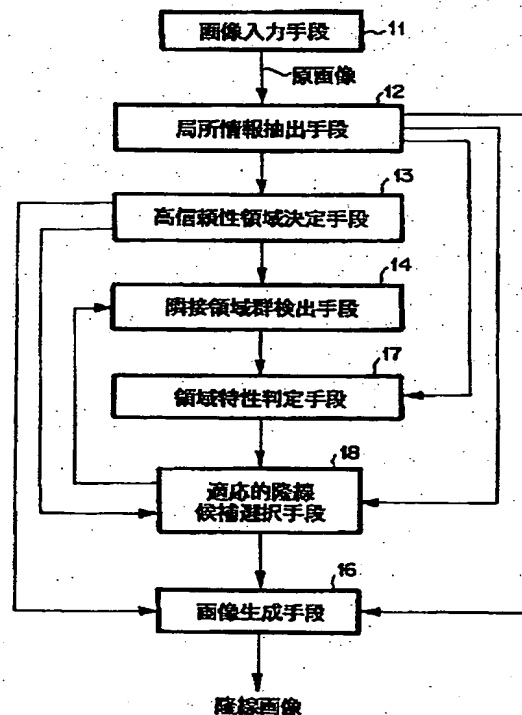 画像入力手段
11
原画像
12
局所情報抽出手段
13
高信頼性領域決定手段
14
隣接領域群検出手段
17
領域特性判定手段
18
適応的隆線
候補選択手段
16
画像生成手段
隆線画像